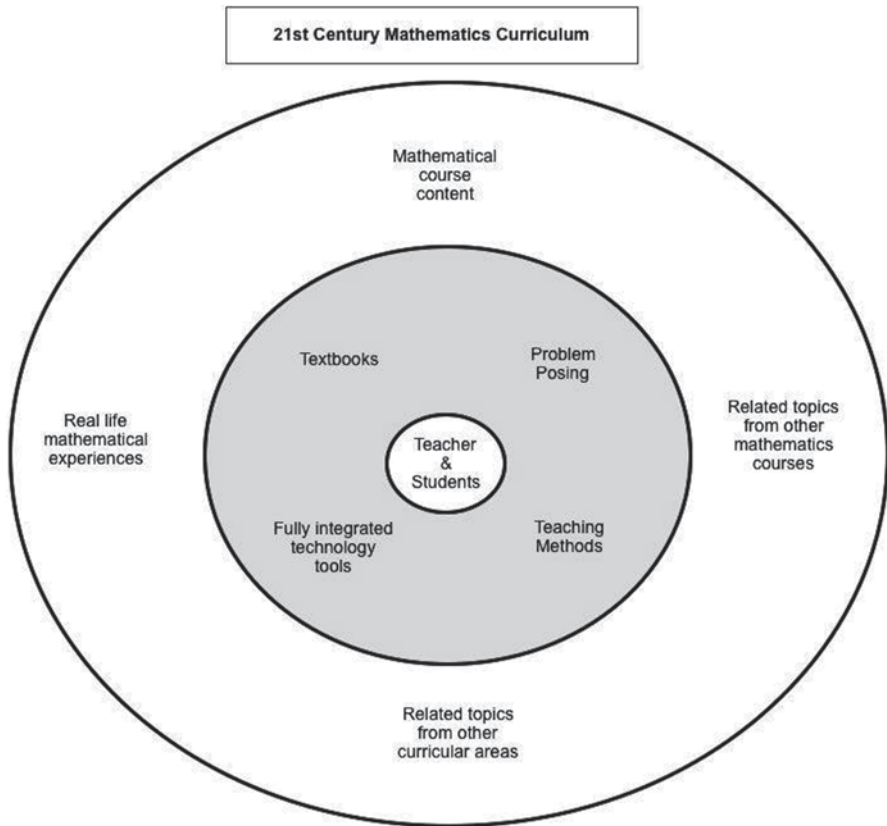 21st Century Mathematics Curriculum
Mathematical
course
content
Textbooks
Problem
Posing
Real life
mathematical
experiences
Teacher
&
Students
Related topics
from other
mathematics
courses
Fully integrated
technology
tools
Teaching
Methods
Related topics
from other
curricular areas